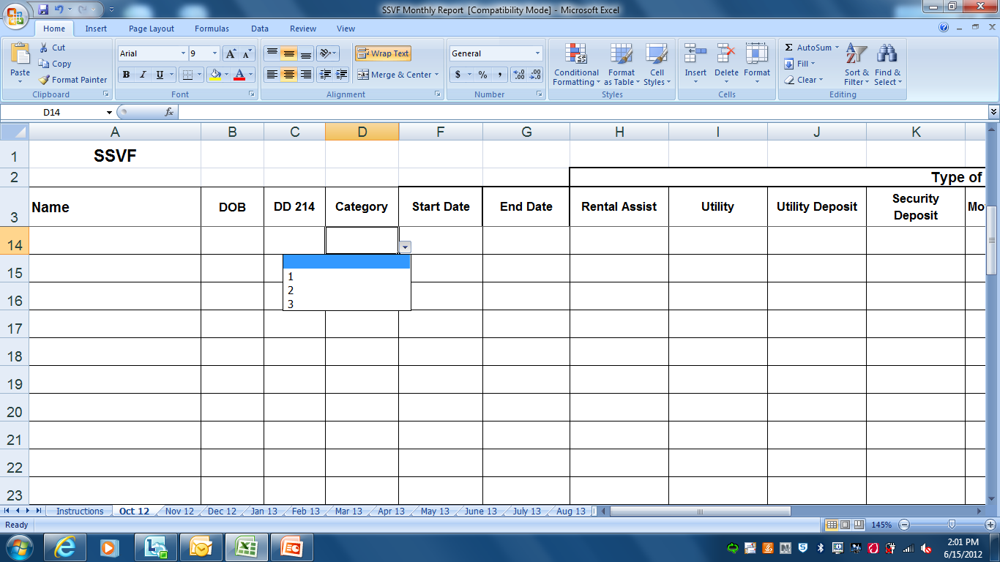 SSVF Monthly Report [Compatibility Mode] - Microsoft Excel
Home Insert Page Layout Formulas Data Review View
Cut
Copy
Format Painter
Paste
Clipboard
Arial 9
B I U
Font
Wrap Text
Merge & Center
Alignment
General
$ % ,
Number
Conditional Formatting
Format as Table
Cell Styles
Styles
Insert Delete Format
Cells
Σ AutoSum
Fill
Clear
Sort & Filter
Find & Select
Editing
D14 fx
A B C D F G H I J K
1 SSVF
2 Type of
3 Name DOB DD 214 Category Start Date End Date Rental Assist Utility Utility Deposit Security Deposit Mo
14
15
16
17
18
19
20
21
22
23
1
2
3
Instructions Oct 12 Nov 12 Dec 12 Jan 13 Feb 13 Mar 13 Apr 13 May 13 June 13 July 13 Aug 13
Ready 145%
2:01 PM
6/15/2012